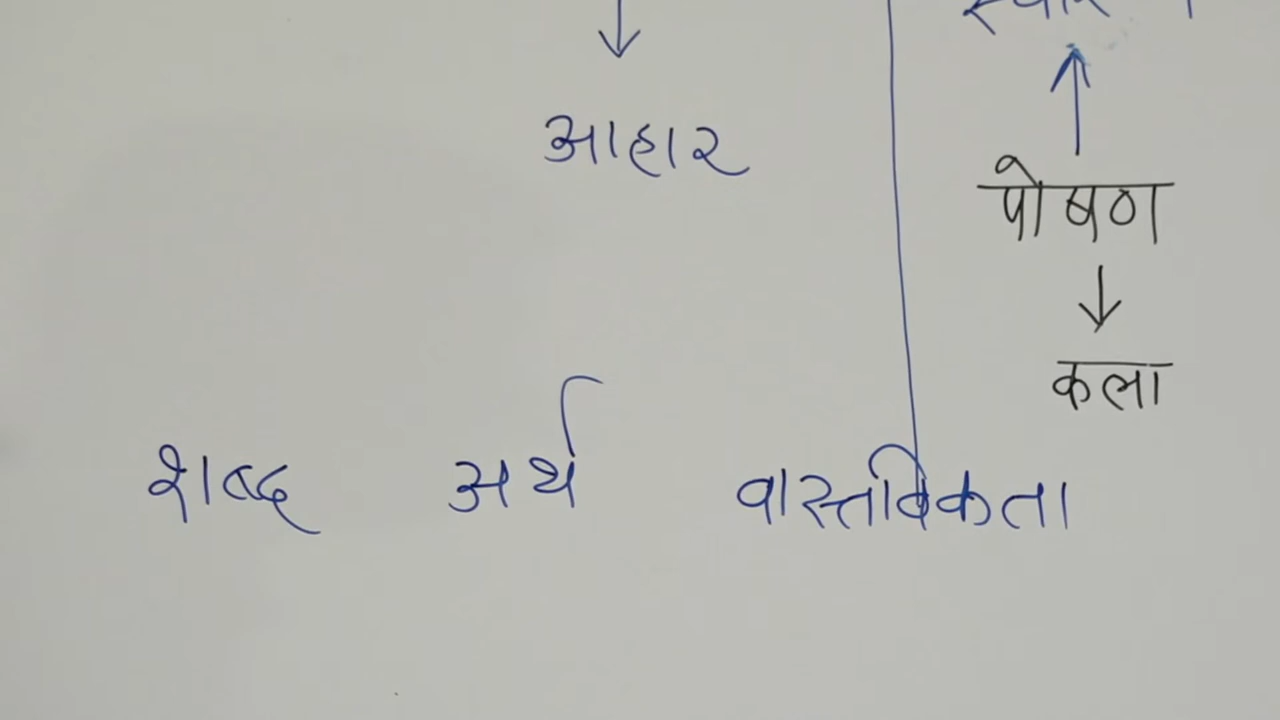 आहार
पोषण
कला
शब्द अर्थ वास्तविकता